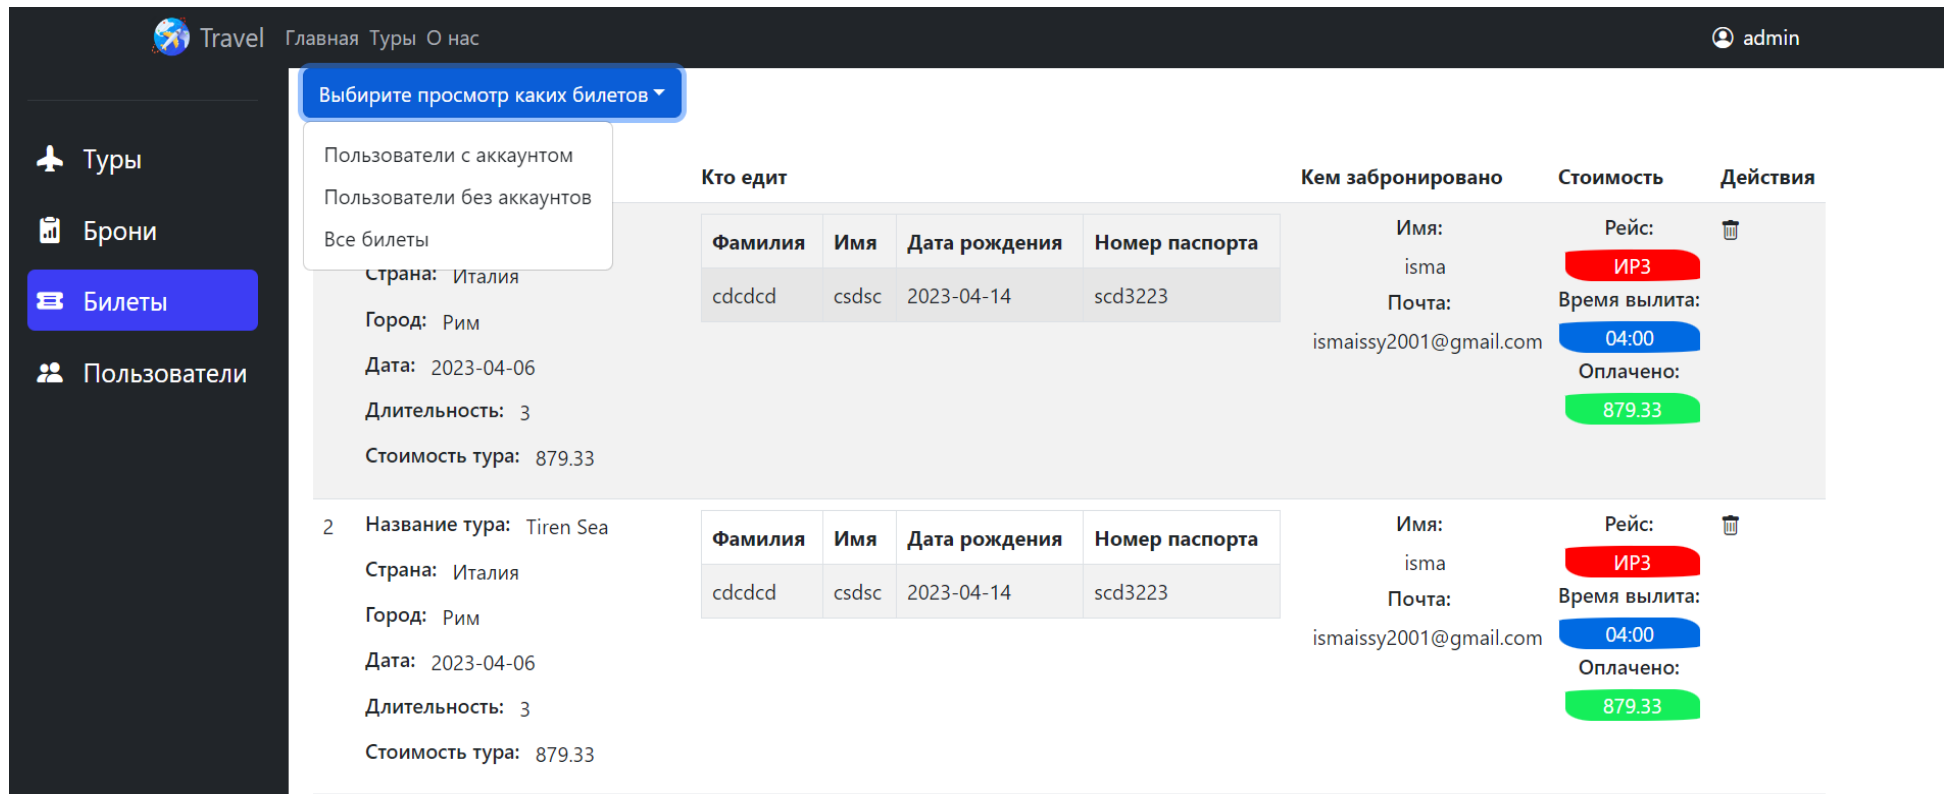 Travel Главная Туры О нас admin
Выбирите просмотр каких билетов
Пользователи с аккаунтом
Пользователи без аккаунтов
Все билеты
Туры
Брони
Билеты
Пользователи
Кто едит Кем забронировано Стоимость Действия
Страна: Италия
Город: Рим
Дата: 2023-04-06
Длительность: 3
Стоимость тура: 879.33
Фамилия Имя Дата рождения Номер паспорта
cdcdcd csdsc 2023-04-14 scd3223
Имя:
isma
Почта:
ismaissy2001@gmail.com
Рейс:
ИР3
Время вылита:
04:00
Оплачено:
879.33
2 Название тура: Tiren Sea
Страна: Италия
Город: Рим
Дата: 2023-04-06
Длительность: 3
Стоимость тура: 879.33
Фамилия Имя Дата рождения Номер паспорта
cdcdcd csdsc 2023-04-14 scd3223
Имя:
isma
Почта:
ismaissy2001@gmail.com
Рейс:
ИР3
Время вылита:
04:00
Оплачено:
879.33